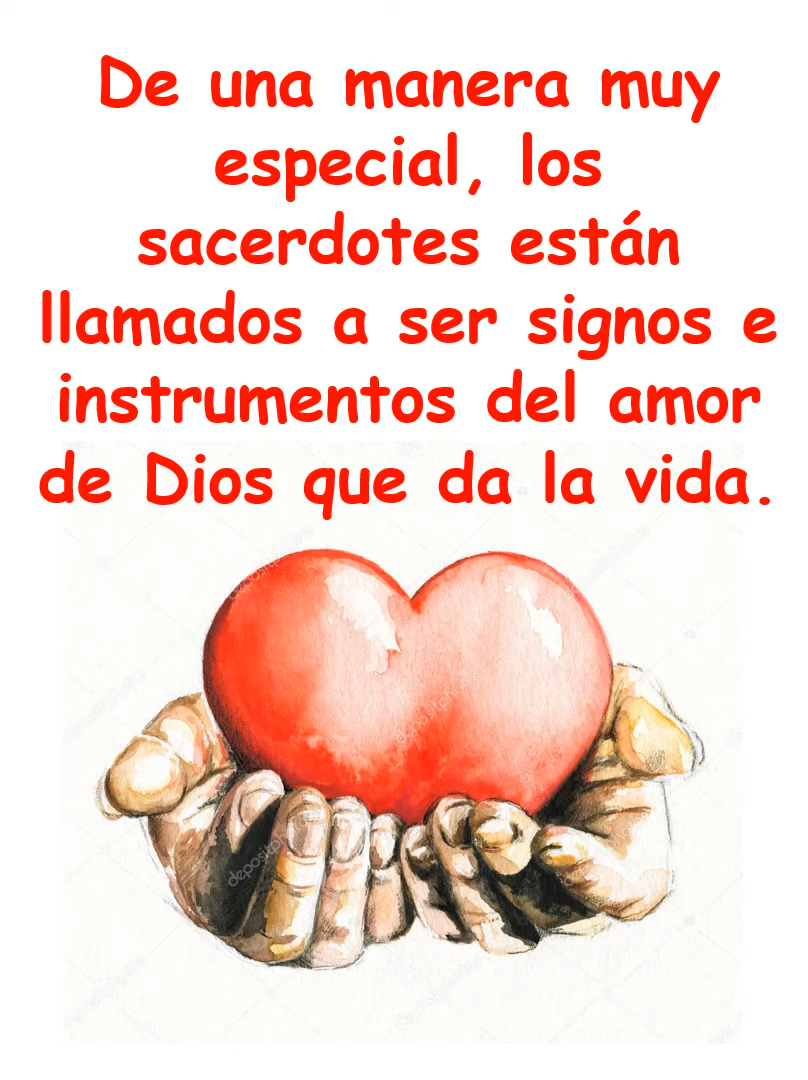 De una manera muy
especial, los
sacerdotes están
llamados a ser signos e
instrumentos del amor
de Dios que da la vida.
depositphotos